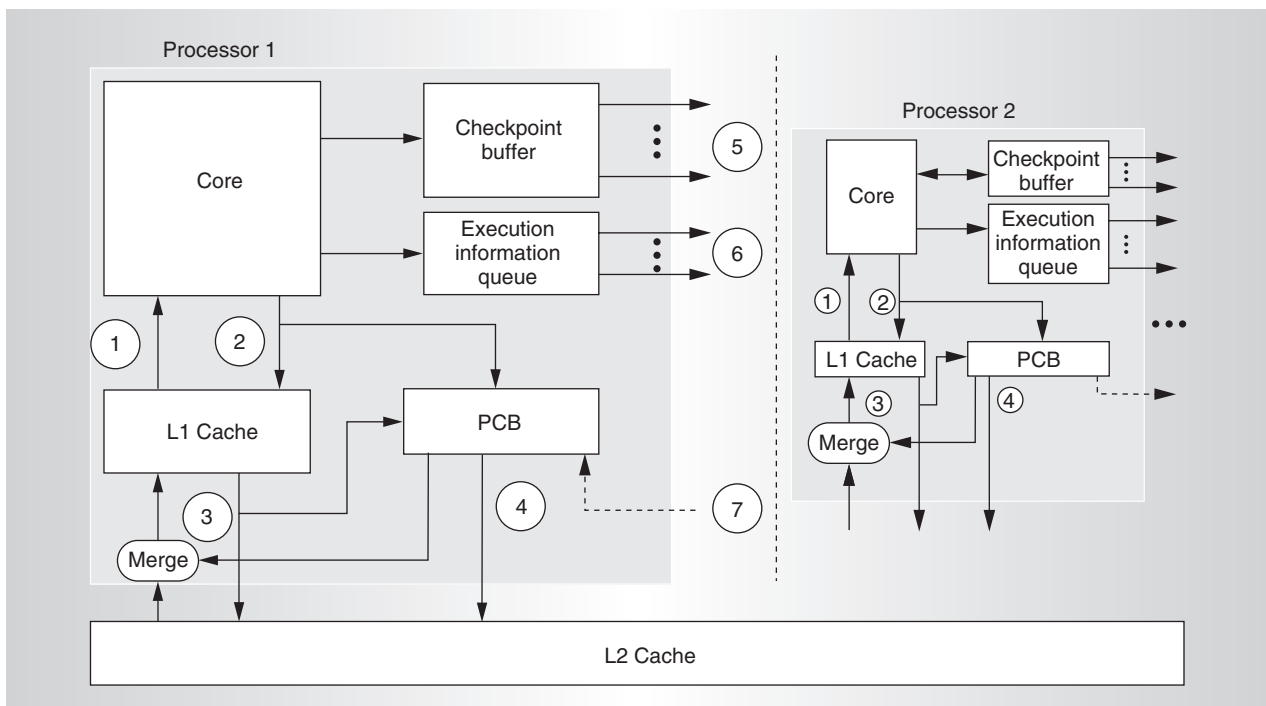 Processor 1
Core
Checkpoint
buffer
5
Execution
information
queue
6
1
2
L1 Cache
PCB
3
4
7
Merge
L2 Cache
Processor 2
Core
Checkpoint
buffer
Execution
information
queue
1
2
L1 Cache
PCB
3
4
Merge